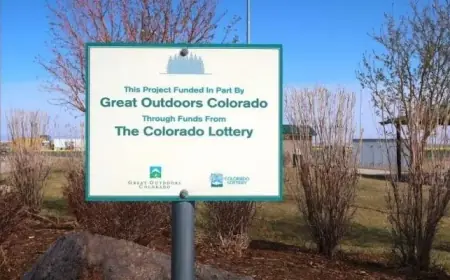 This Project Funded In Part By
Great Outdoors Colorado
Through Funds From
The Colorado Lottery
GREAT OUTDOORS
COLORADO
COLORADO
LOTTERY